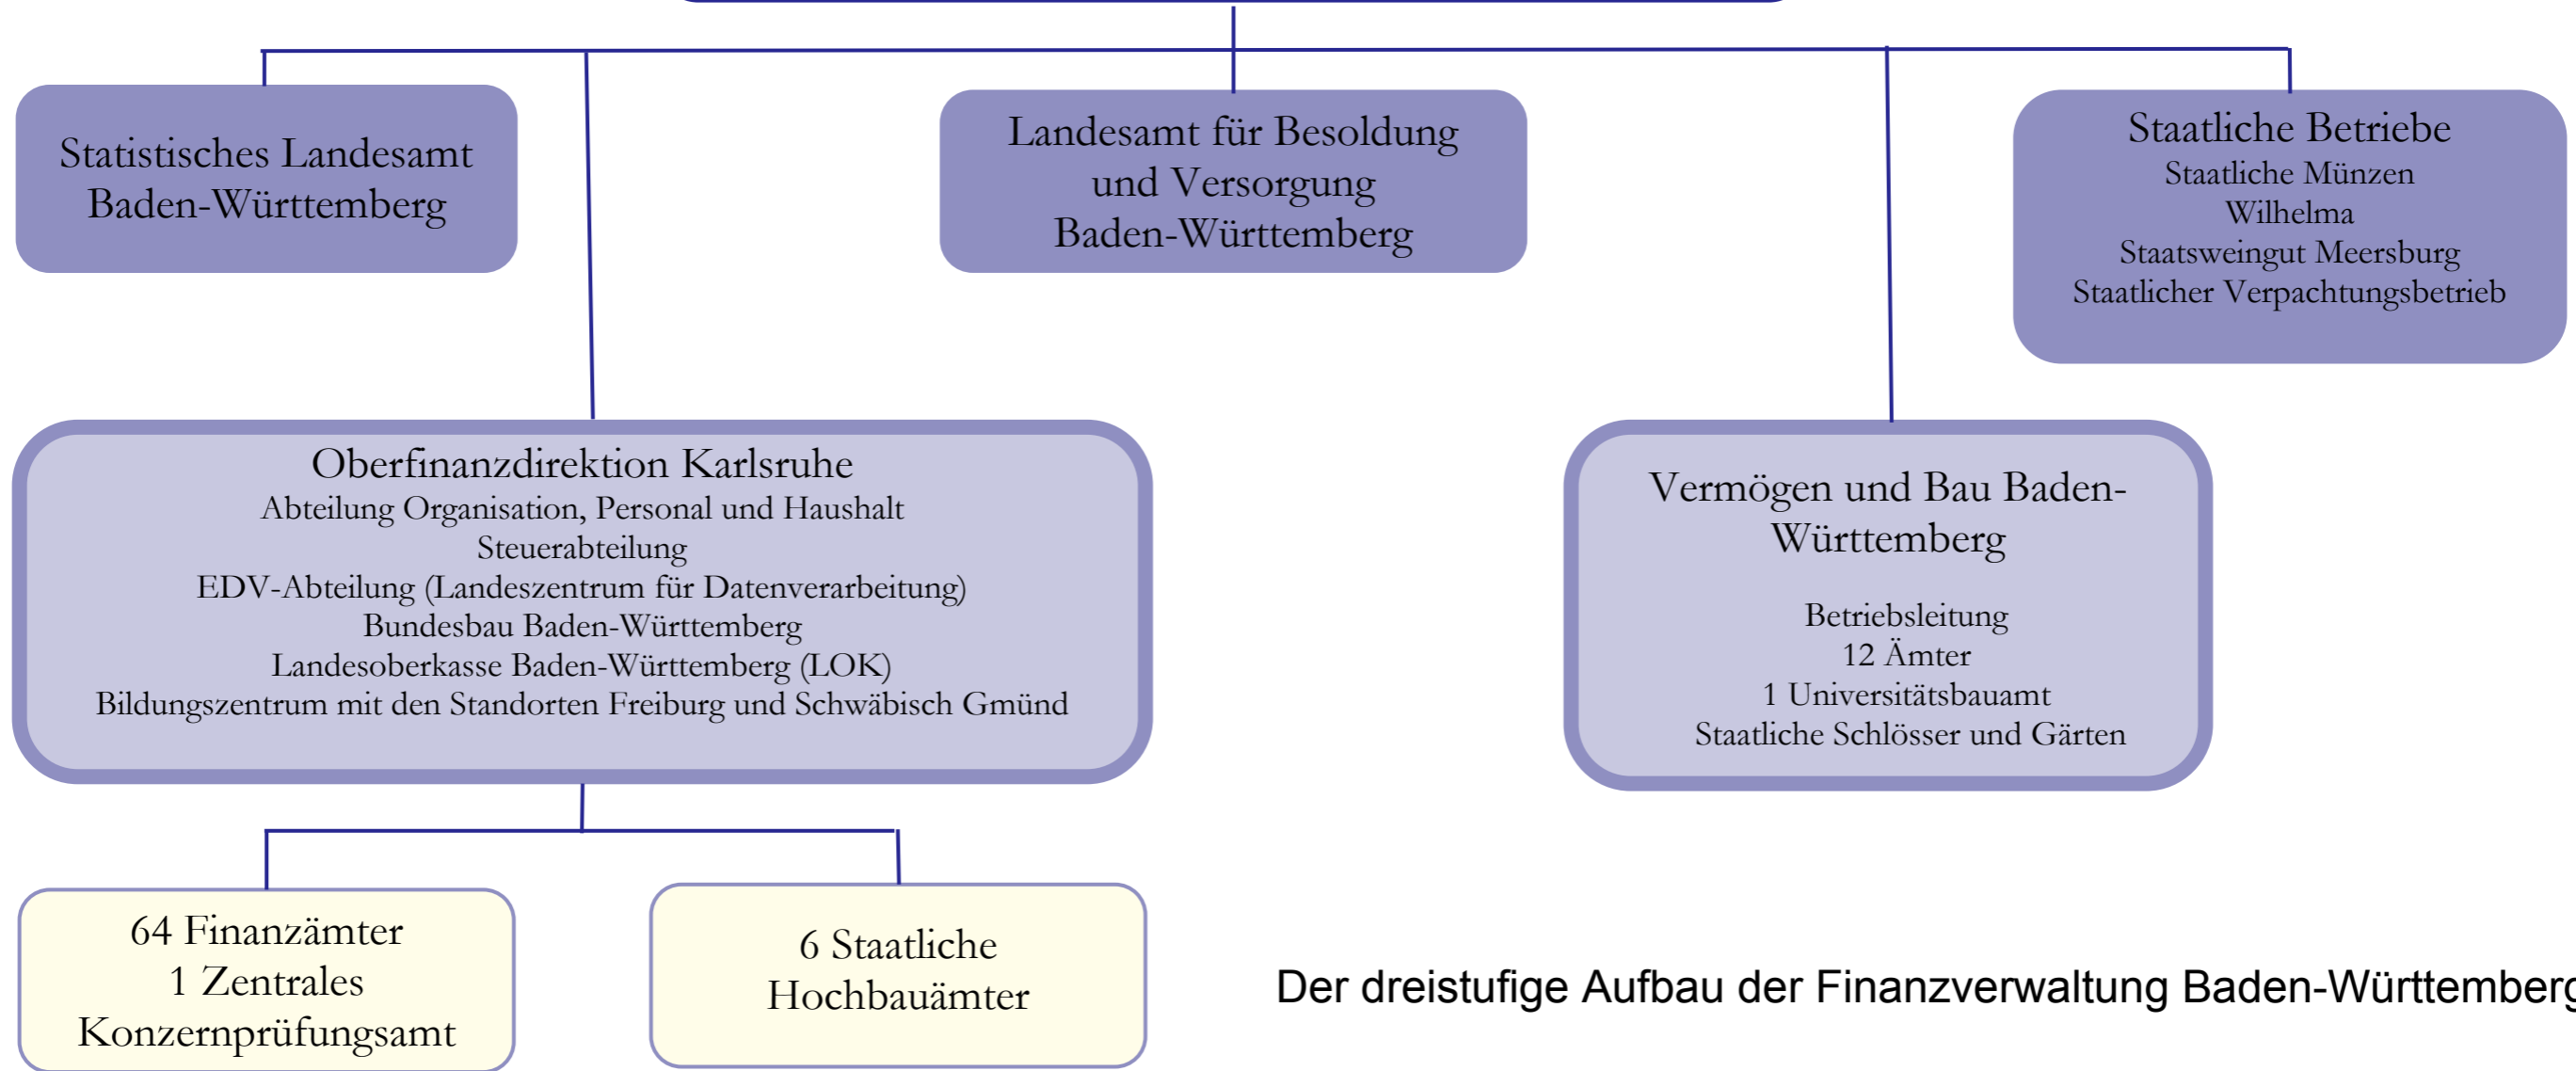 Statistisches Landesamt
Baden-Württemberg
Landesamt für Besoldung
und Versorgung
Baden-Württemberg
Staatliche Betriebe
Staatliche Münzen
Wilhelma
Staatsweingut Meersburg
Staatlicher Verpachtungsbetrieb
Oberfinanzdirektion Karlsruhe
Abteilung Organisation, Personal und Haushalt
Steuerabteilung
EDV-Abteilung (Landeszentrum für Datenverarbeitung)
Bundesbau Baden-Württemberg
Landesoberkasse Baden-Württemberg (LOK)
Bildungszentrum mit den Standorten Freiburg und Schwäbisch Gmünd
Vermögen und Bau Baden-
Württemberg
Betriebsleitung
12 Ämter
1 Universitätsbauamt
Staatliche Schlösser und Gärten
64 Finanzämter
1 Zentrales
Konzernprüfungsamt
6 Staatliche
Hochbauämter
Der dreistufige Aufbau der Finanzverwaltung Baden-Württemberg